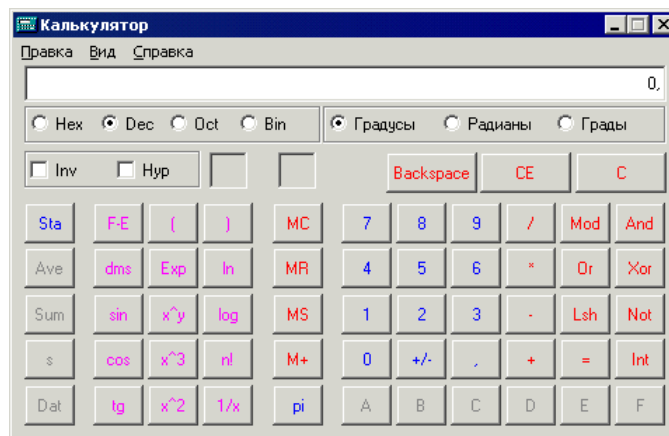 Калькулятор
Правка Вид Справка
0,
Hex Dec Oct Bin Градусы Радианы Грады
Inv Hyp Backspace CE C
Sta F-E ( ) MC 7 8 9 / Mod And
Ave dms Exp ln MR 4 5 6 * Or Xor
Sum sin x^y log MS 1 2 3 - Lsh Not
s cos x^3 n! M+ 0 +/- , + = Int
Dat tg x^2 1/x pi A B C D E F